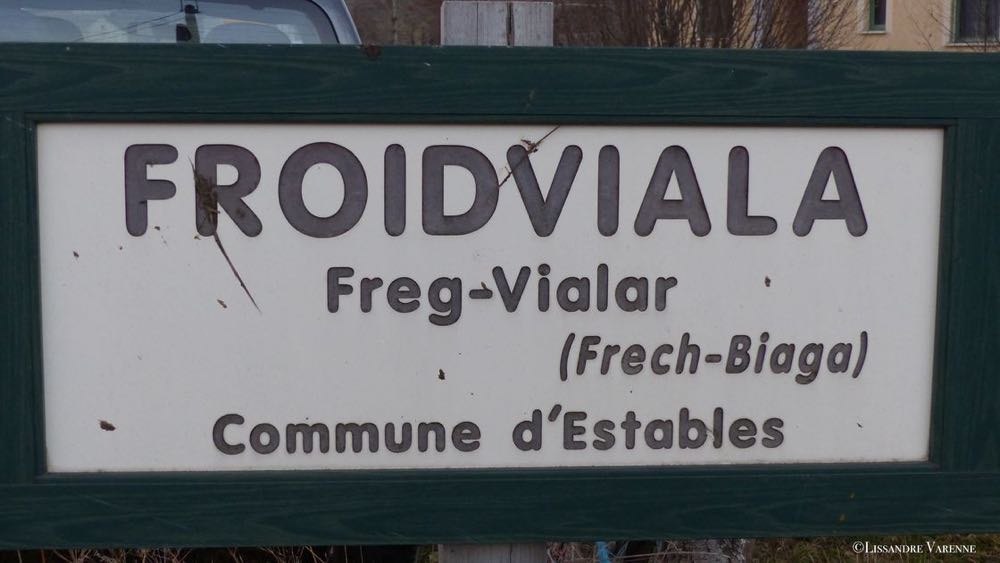 FROIDVIALA
Freg-Vialar
(Frech-Biaga)
Commune d'Estables
©Lissandre Varenne